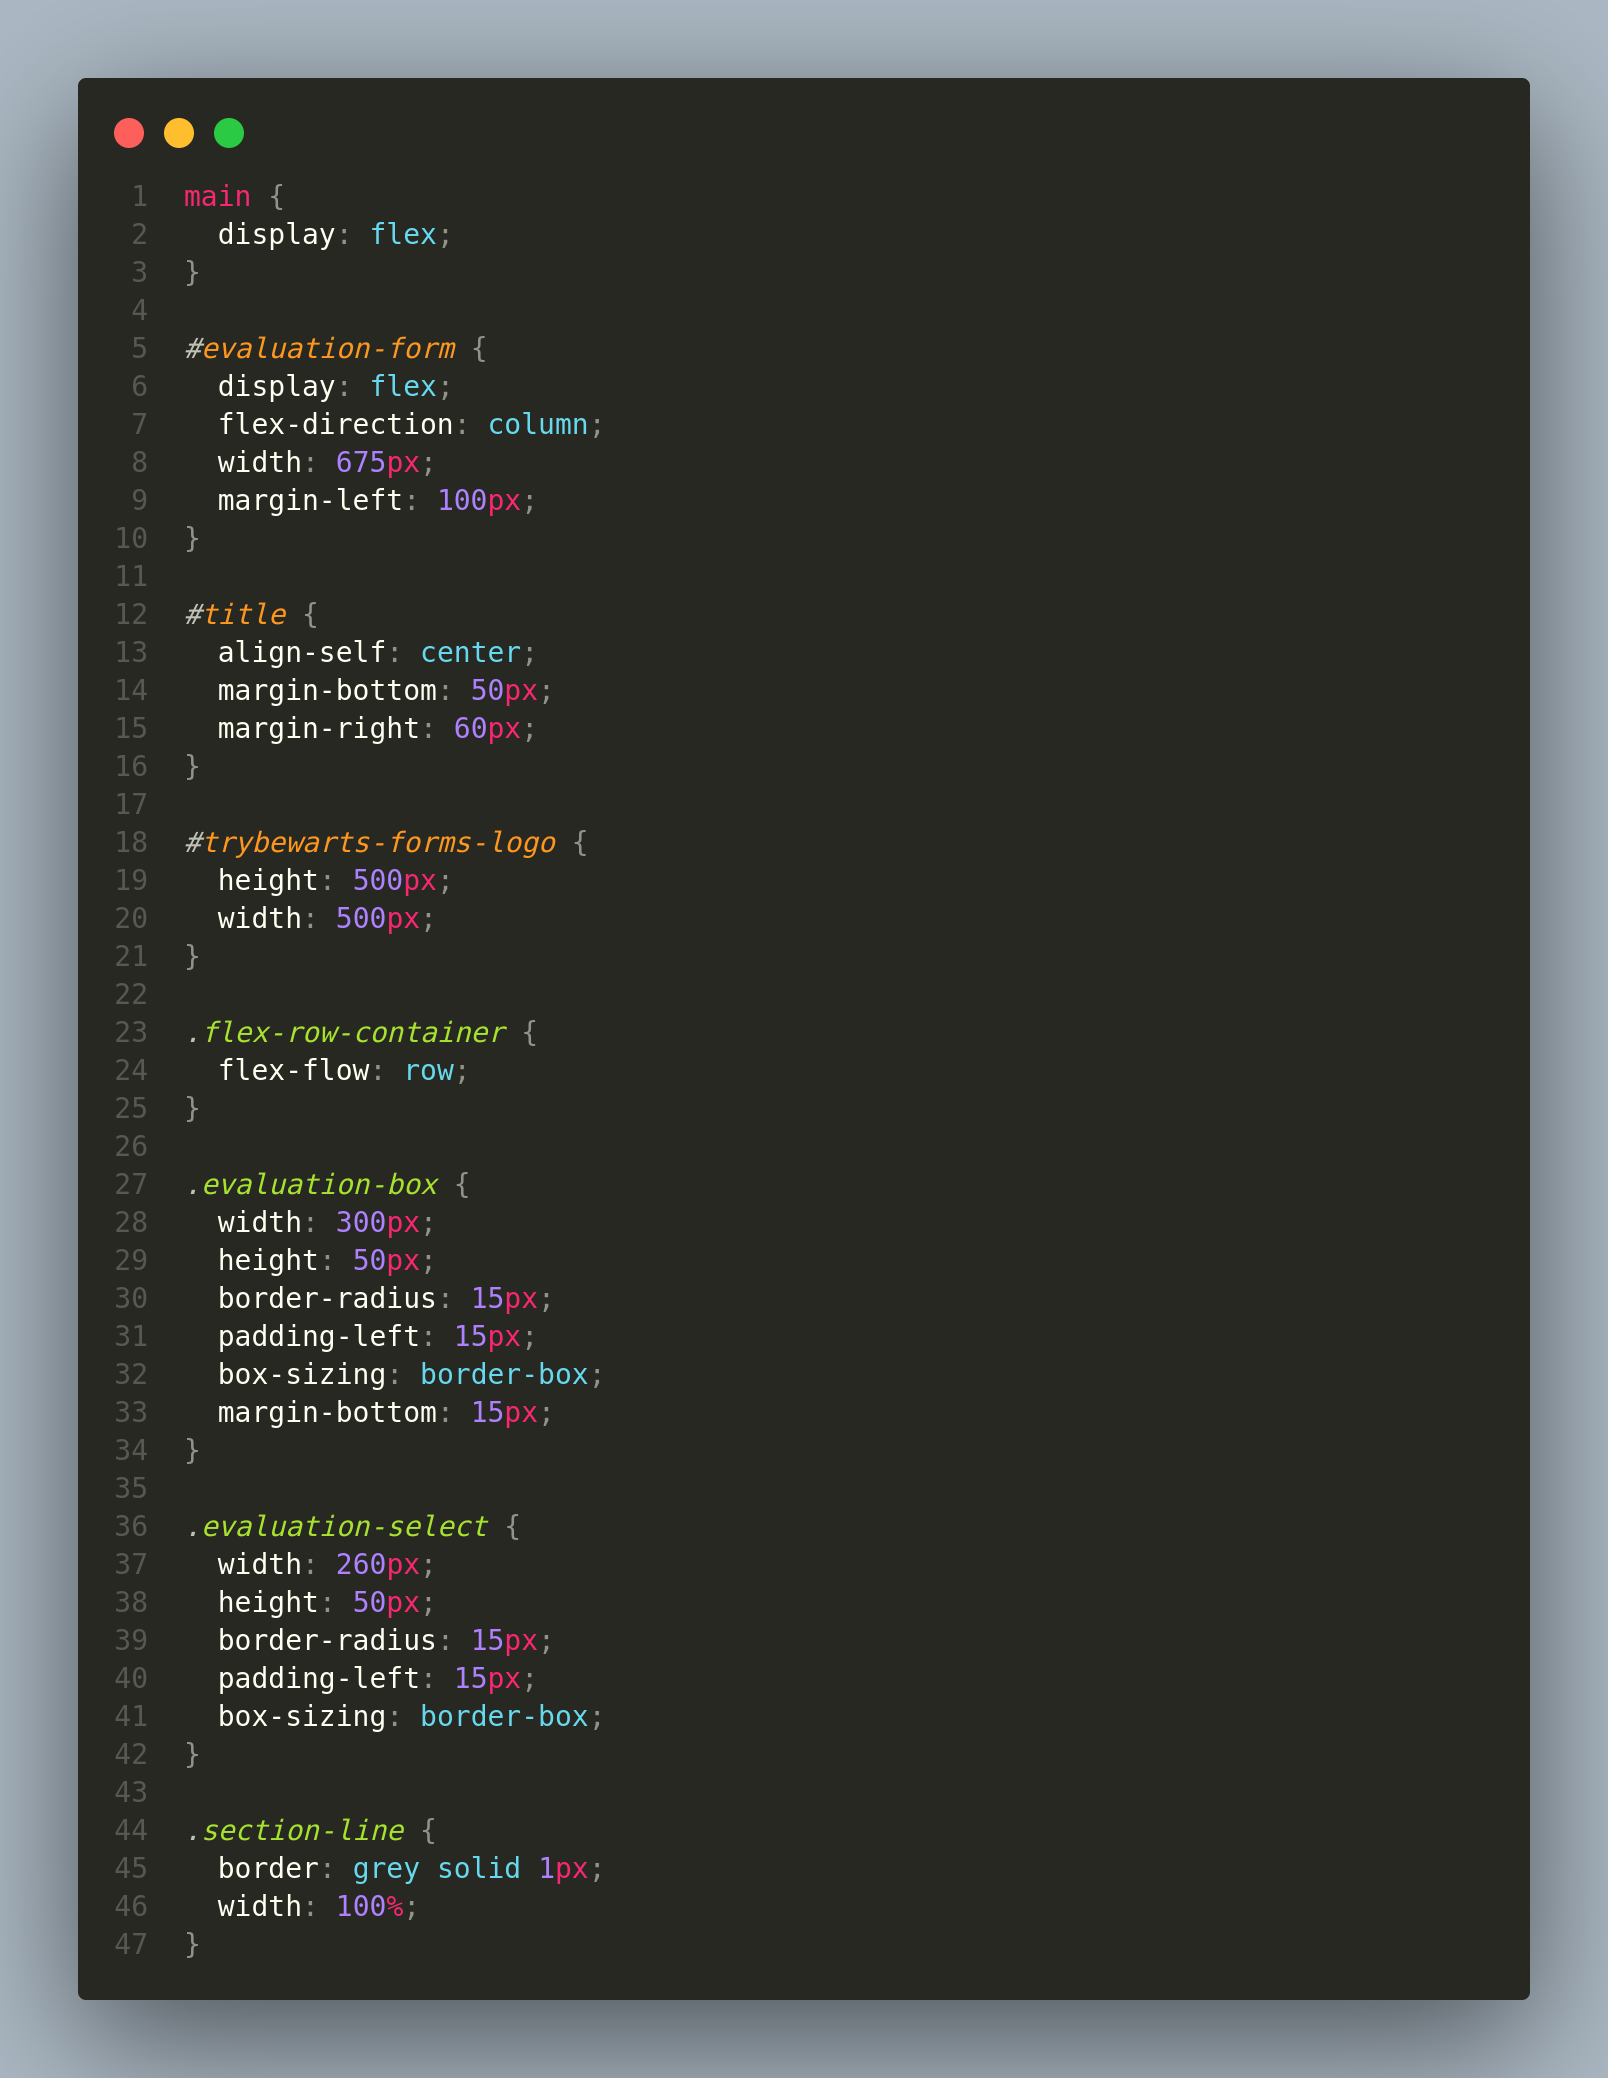 1 main {
2   display: flex;
3 }
4
5 #evaluation-form {
6   display: flex;
7   flex-direction: column;
8   width: 675px;
9   margin-left: 100px;
10 }
11
12 #title {
13   align-self: center;
14   margin-bottom: 50px;
15   margin-right: 60px;
16 }
17
18 #trybewarts-forms-logo {
19   height: 500px;
20   width: 500px;
21 }
22
23 .flex-row-container {
24   flex-flow: row;
25 }
26
27 .evaluation-box {
28   width: 300px;
29   height: 50px;
30   border-radius: 15px;
31   padding-left: 15px;
32   box-sizing: border-box;
33   margin-bottom: 15px;
34 }
35
36 .evaluation-select {
37   width: 260px;
38   height: 50px;
39   border-radius: 15px;
40   padding-left: 15px;
41   box-sizing: border-box;
42 }
43
44 .section-line {
45   border: grey solid 1px;
46   width: 100%;
47 }